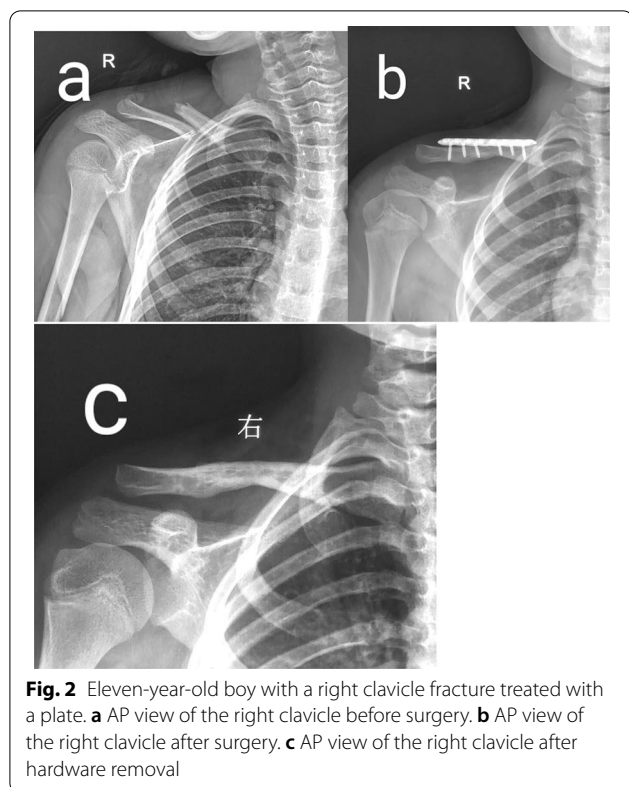 R
a
R
b
右
C
Fig. 2 Eleven-year-old boy with a right clavicle fracture treated with
a plate. a AP view of the right clavicle before surgery. b AP view of
the right clavicle after surgery. c AP view of the right clavicle after
hardware removal